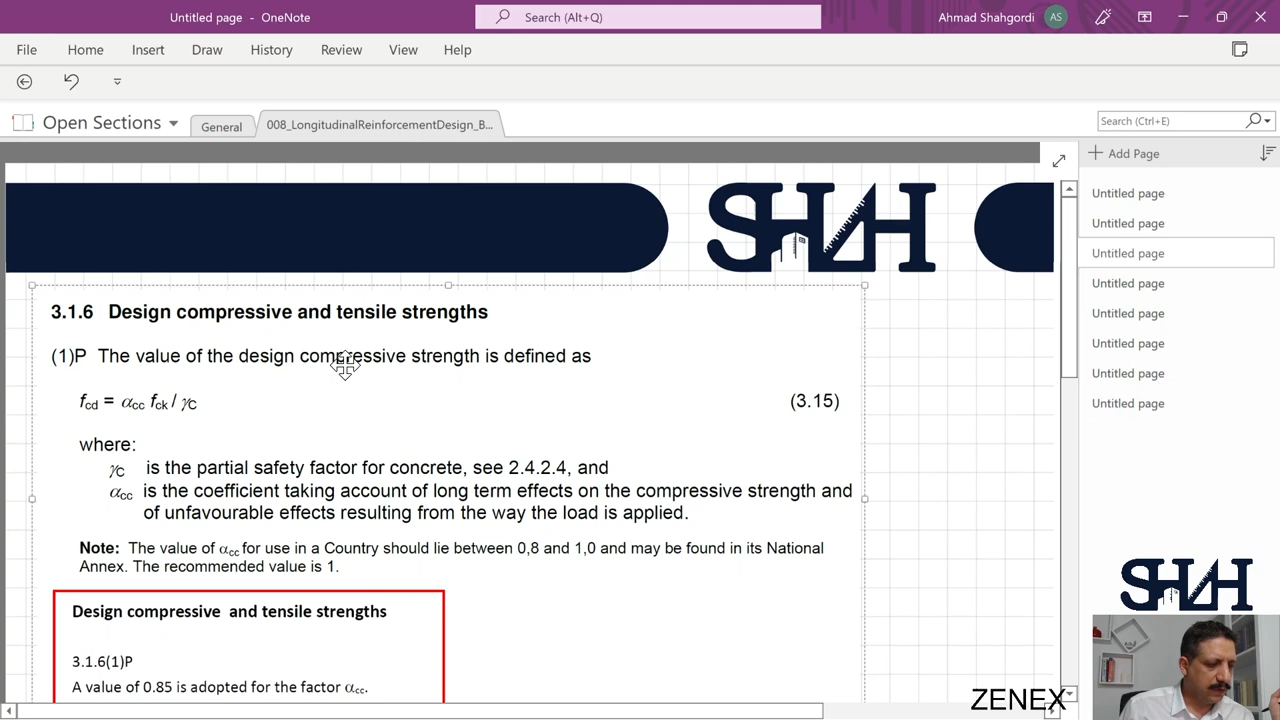 Untitled page - OneNote
Search (Alt+Q)
Ahmad Shahgordi
AS
File
Home
Insert
Draw
History
Review
View
Help
Open Sections
General
008_LongitudinalReinforcementDesign_B...
Search (Ctrl+E)
Add Page
Untitled page
Untitled page
Untitled page
Untitled page
Untitled page
Untitled page
Untitled page
Untitled page
SHAH
3.1.6 Design compressive and tensile strengths
(1)P The value of the design compressive strength is defined as
fcd = αcc fck / γC (3.15)
where:
γC is the partial safety factor for concrete, see 2.4.2.4, and
αcc is the coefficient taking account of long term effects on the compressive strength and
of unfavourable effects resulting from the way the load is applied.
Note: The value of αcc for use in a Country should lie between 0,8 and 1,0 and may be found in its National
Annex. The recommended value is 1.
Design compressive and tensile strengths
3.1.6(1)P
A value of 0.85 is adopted for the factor αcc.
SHAH
ZENEX